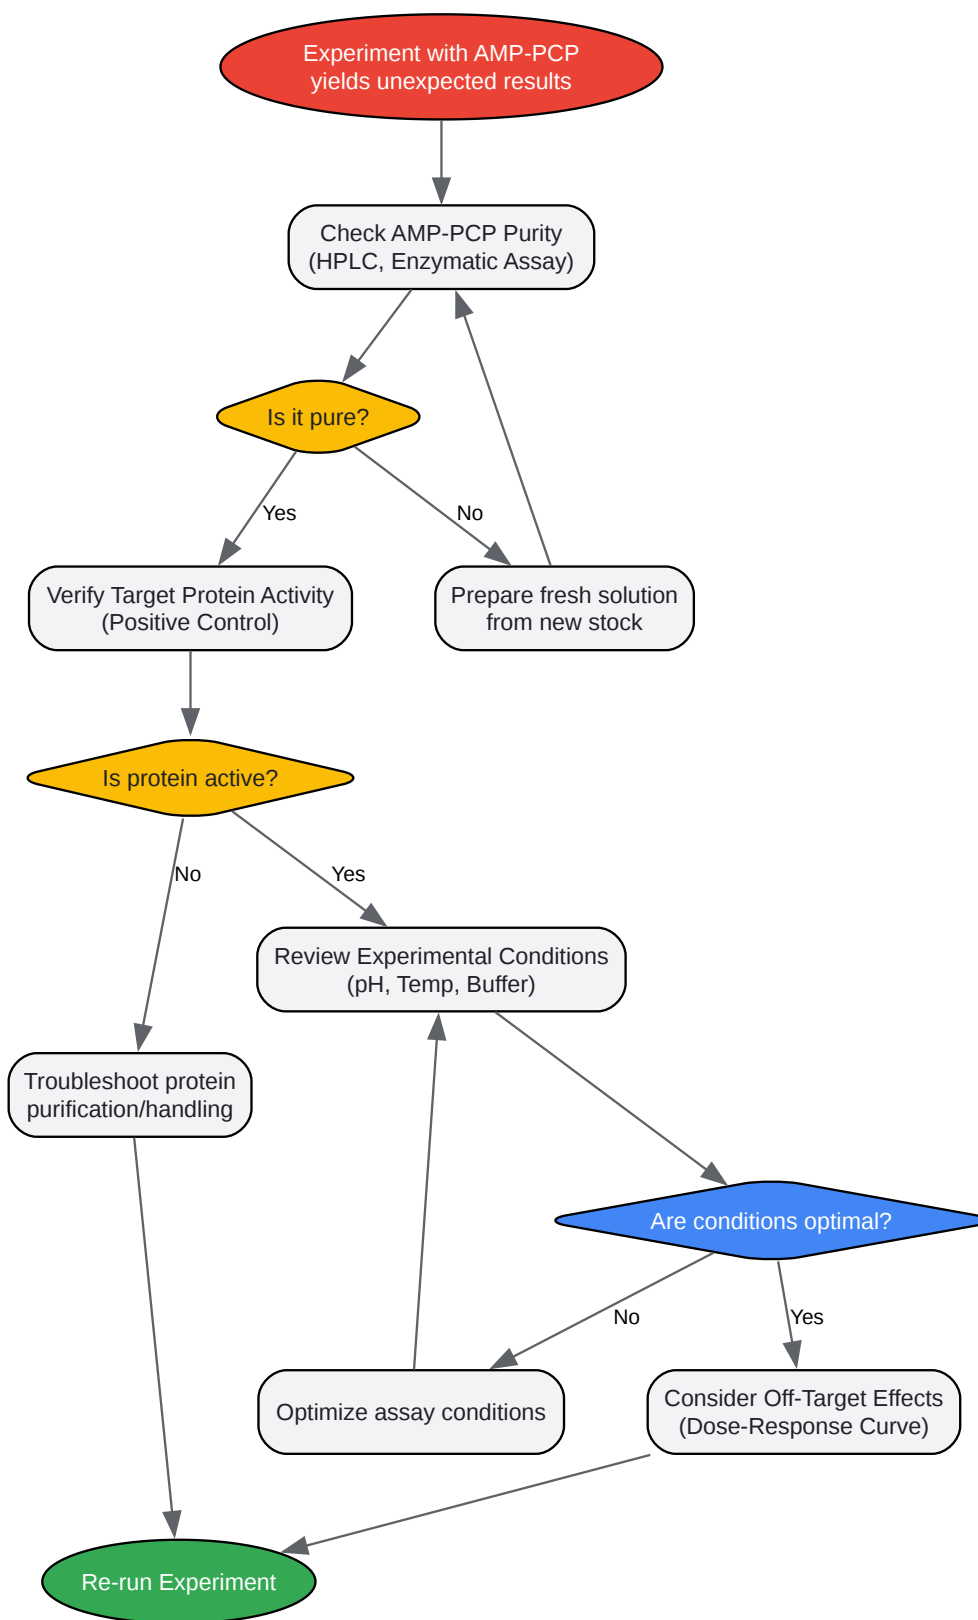 Experiment with AMP-PCP
yields unexpected results
Check AMP-PCP Purity
(HPLC, Enzymatic Assay)
Is it pure?
Yes
No
Verify Target Protein Activity
(Positive Control)
Prepare fresh solution
from new stock
Is protein active?
No
Yes
Review Experimental Conditions
(pH, Temp, Buffer)
Troubleshoot protein
purification/handling
Are conditions optimal?
No
Yes
Optimize assay conditions
Consider Off-Target Effects
(Dose-Response Curve)
Re-run Experiment